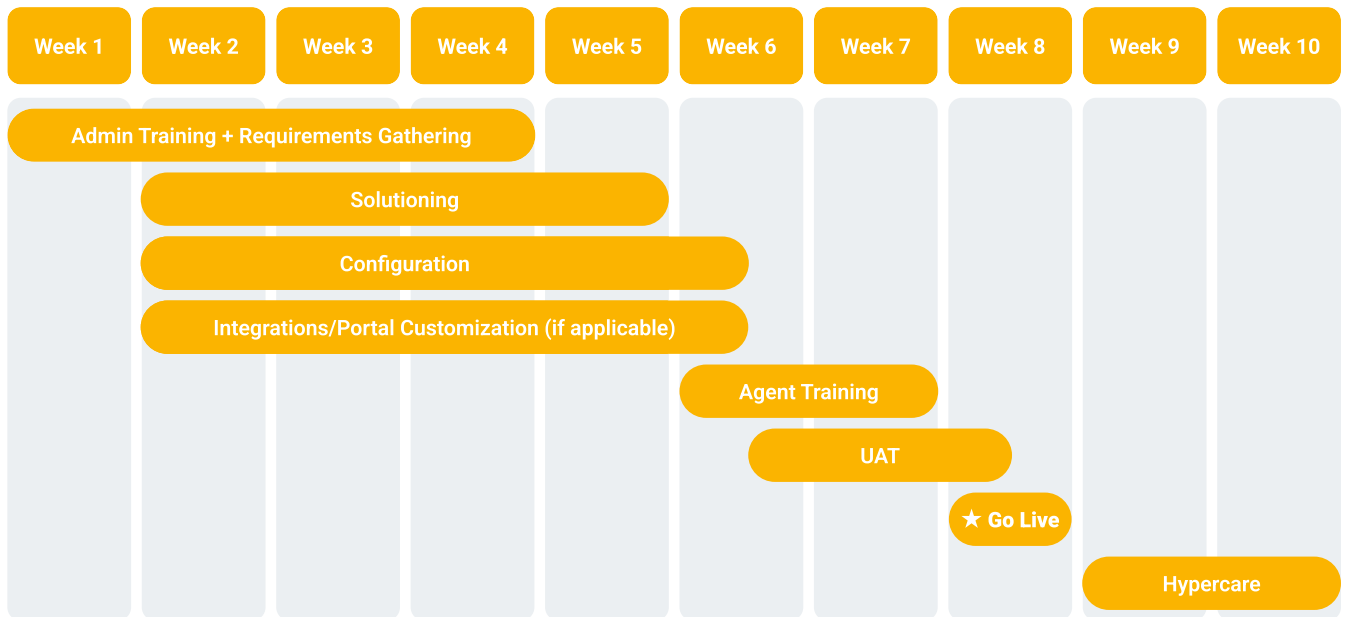 Week 1
Week 2
Week 3
Week 4
Week 5
Week 6
Week 7
Week 8
Week 9
Week 10
Admin Training + Requirements Gathering
Solutioning
Configuration
Integrations/Portal Customization (if applicable)
Agent Training
UAT
★ Go Live
Hypercare